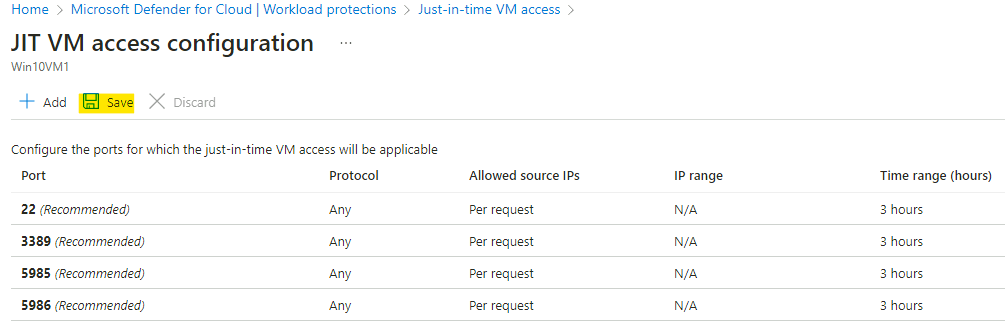 Home > Microsoft Defender for Cloud | Workload protections > Just-in-time VM access >
JIT VM access configuration ...
Win10VM1
Add Save Discard
Configure the ports for which the just-in-time VM access will be applicable
Port Protocol Allowed source IPs IP range Time range (hours)
22 (Recommended) Any Per request N/A 3 hours
3389 (Recommended) Any Per request N/A 3 hours
5985 (Recommended) Any Per request N/A 3 hours
5986 (Recommended) Any Per request N/A 3 hours